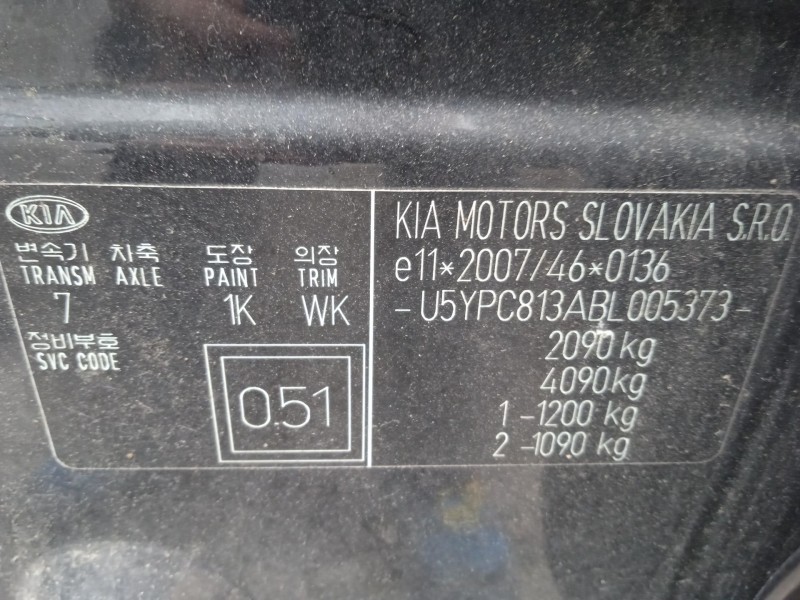 KIA
변속기 차축 도장 의장
TRANSM AXLE PAINT TRIM
7 1K WK
정비부호
SVC CODE
0.51
KIA MOTORS SLOVAKIA S.R.O.
e11*2007/46*0136
-U5YPC813ABL005373-
2090 kg
4090kg
1 -1200 kg
2 -1090 kg